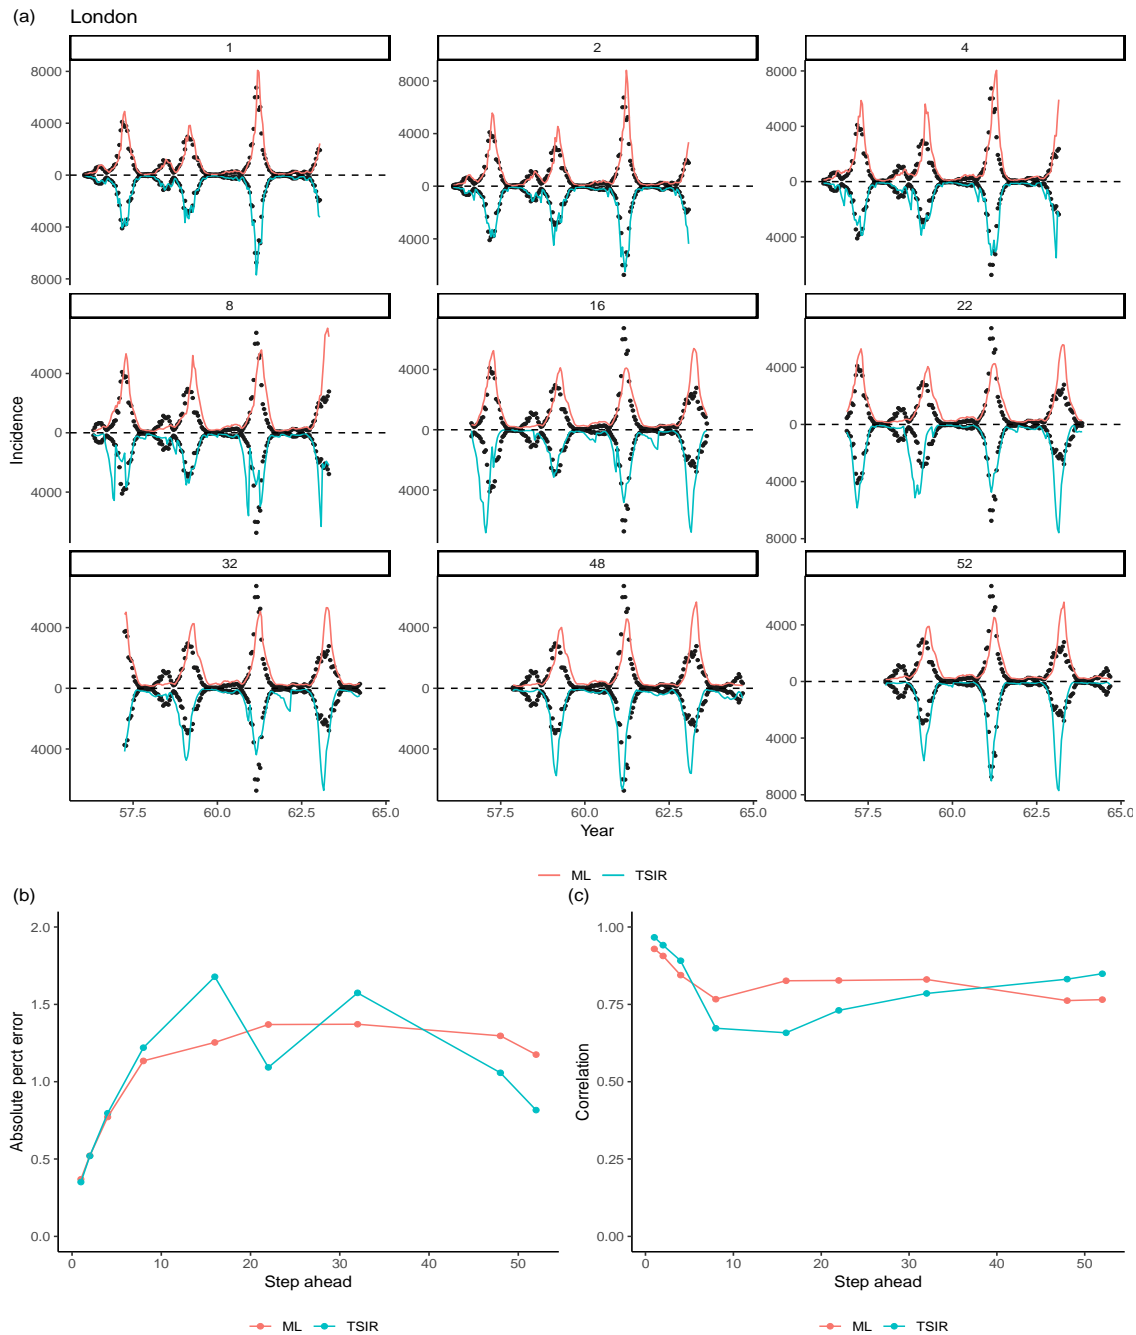 (a) London
1 2 4
8000
4000
0
4000
8000
8000
4000
0
4000
8000
4000
0
4000
8 16 22
4000
0
4000
4000
0
4000
4000
0
4000
8000
32 48 52
4000
0
4000
4000
0
4000
4000
0
4000
8000
Incidence
57.5 60.0 62.5 65.0 57.5 60.0 62.5 65.0 57.5 60.0 62.5 65.0
Year
ML TSIR
(b)
2.0
1.5
1.0
0.5
0.0
Absolute perct error
0 10 20 30 40 50
Step ahead
ML TSIR
(c)
1.00
0.75
0.50
0.25
0.00
Correlation
0 10 20 30 40 50
Step ahead
ML TSIR